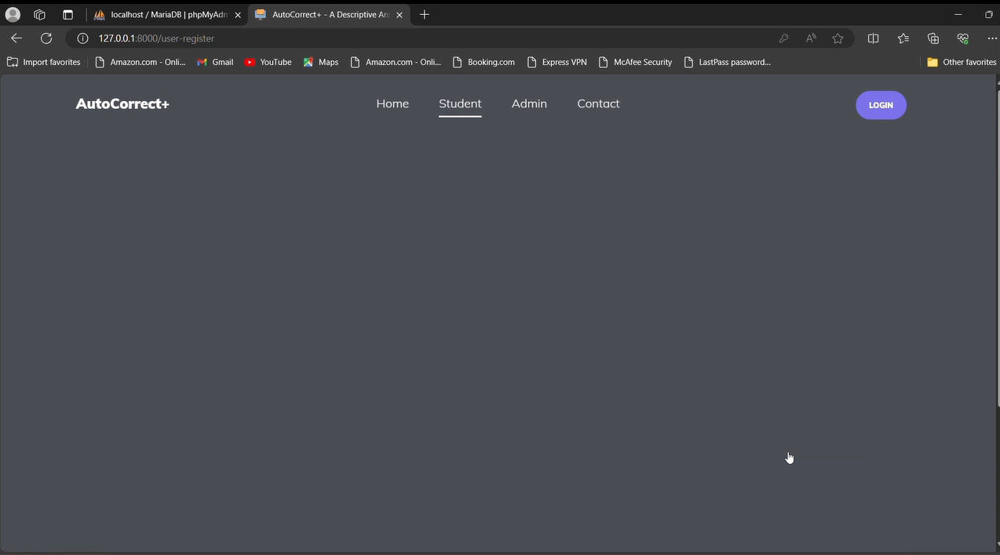 localhost / MariaDB | phpMyAdm
AutoCorrect+ - A Descriptive An
127.0.0.1:8000/user-register
Import favorites
Amazon.com - Onli...
Gmail
YouTube
Maps
Amazon.com - Onli...
Booking.com
Express VPN
McAfee Security
LastPass password...
Other favorites
AutoCorrect+
Home
Student
Admin
Contact
LOGIN